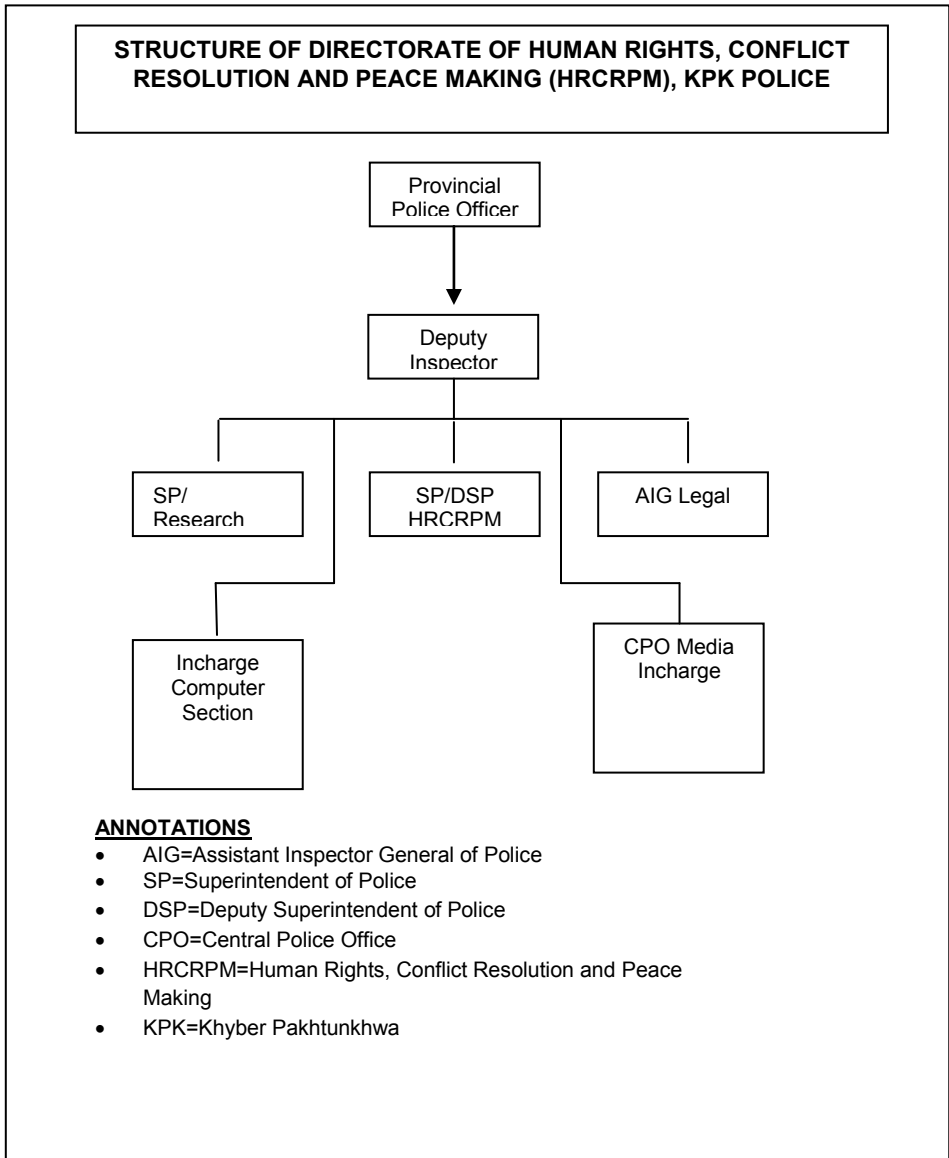 STRUCTURE OF DIRECTORATE OF HUMAN RIGHTS, CONFLICT
RESOLUTION AND PEACE MAKING (HRCRPM), KPK POLICE
Provincial
Police Officer
Deputy
Inspector
SP/
Research
SP/DSP
HRCRPM
AIG Legal
Incharge
Computer
Section
CPO Media
Incharge
ANNOTATIONS
• AIG=Assistant Inspector General of Police
• SP=Superintendent of Police
• DSP=Deputy Superintendent of Police
• CPO=Central Police Office
• HRCRPM=Human Rights, Conflict Resolution and Peace
Making
• KPK=Khyber Pakhtunkhwa